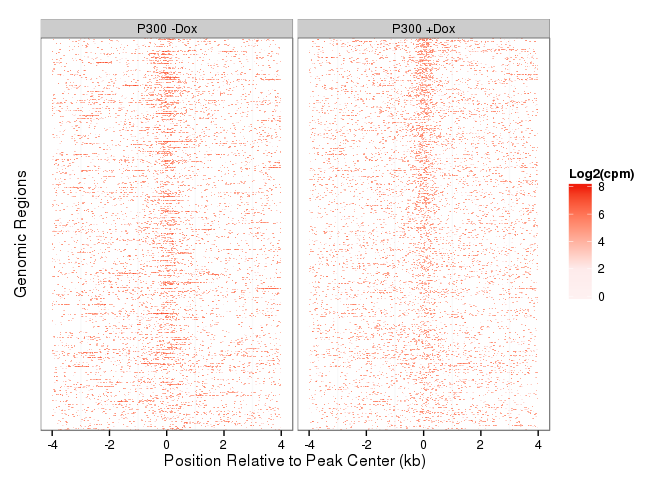 P300 -Dox
P300 +Dox
Genomic Regions
Log2(cpm)
8
6
4
2
0
-4 -2 0 2 4
-4 -2 0 2 4
Position Relative to Peak Center (kb)